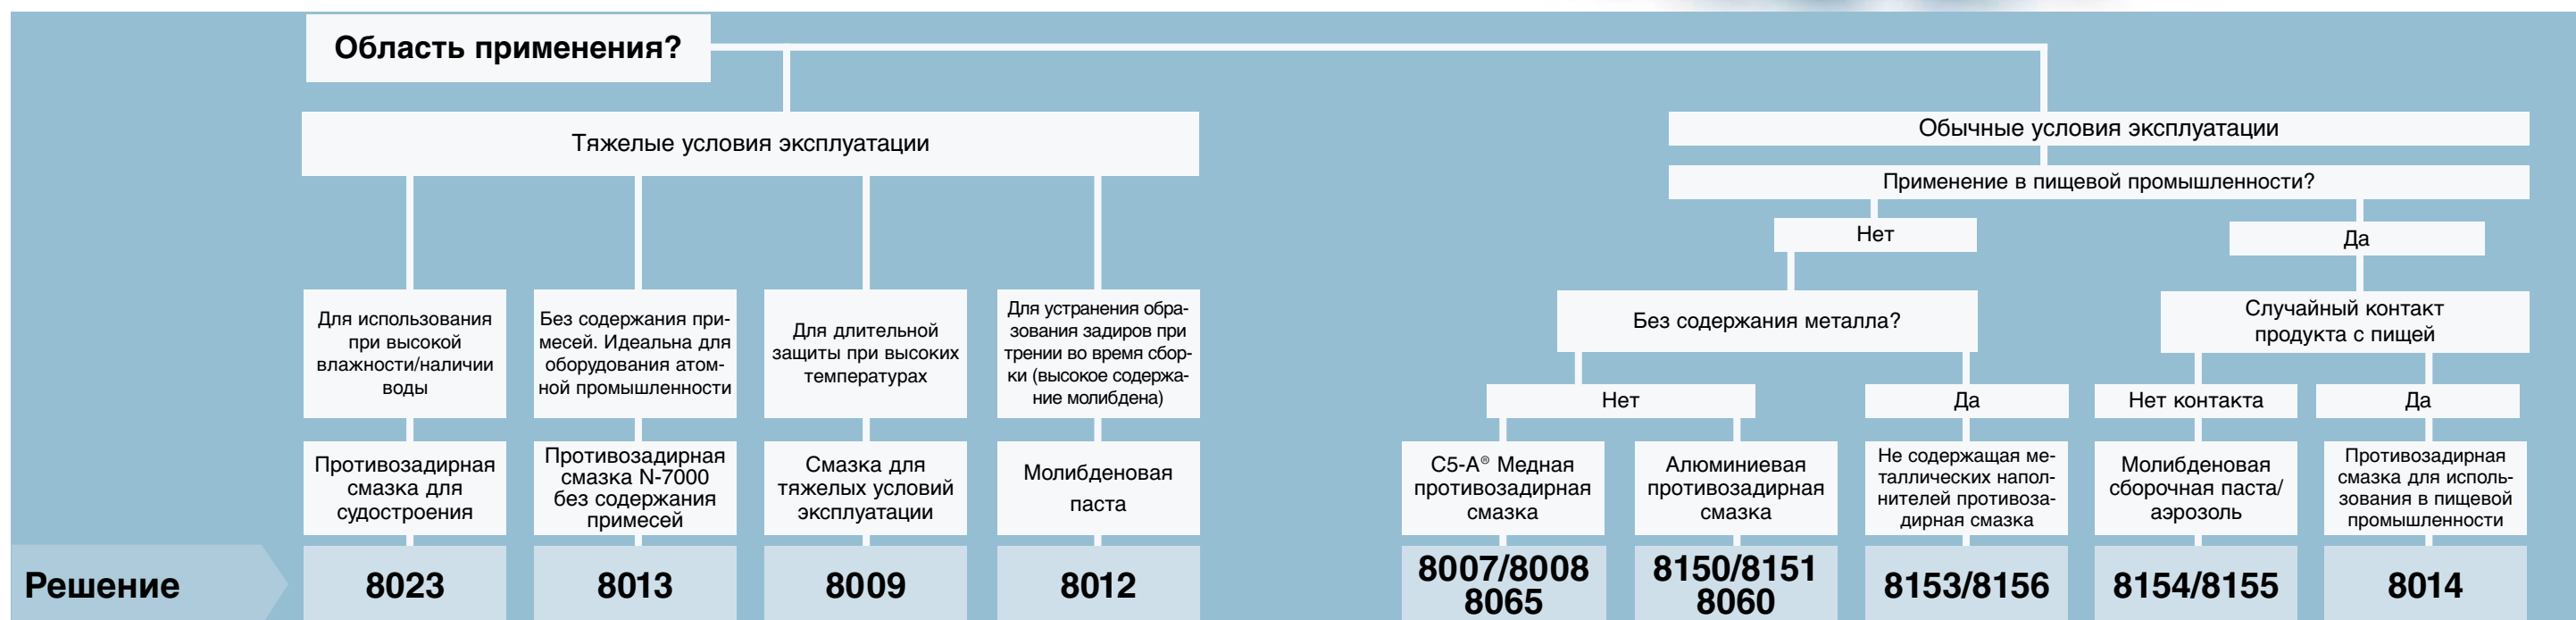 Область применения?
Тяжелые условия эксплуатации
Обычные условия эксплуатации
Применение в пищевой промышленности?
Нет
Да
Для использования
при высокой
влажности/наличии
воды
Без содержания при-
месей. Идеальна для
оборудования атом-
ной промышленности
Для длительной
защиты при высоких
температурах
Для устранения обра-
зования задиров при
трении во время сбор-
ки (высокое содержа-
ние молибдена)
Без содержания металла?
Случайный контакт
продукта с пищей
Нет
Да
Нет контакта
Да
Противозадирная
смазка для
судостроения
Противозадирная
смазка N-7000
без содержания
примесей
Смазка для
тяжелых условий
эксплуатации
Молибденовая
паста
C5-A® Медная
противозадирная
смазка
Алюминиевая
противозадирная
смазка
Не содержащая ме-
таллических напол-
нителей противоза-
дирная смазка
Молибденовая
сборочная паста/
аэрозоль
Противозадирная
смазка для исполь-
зования в пищевой
промышленности
Решение
8023
8013
8009
8012
8007/8008
8065
8150/8151
8060
8153/8156
8154/8155
8014